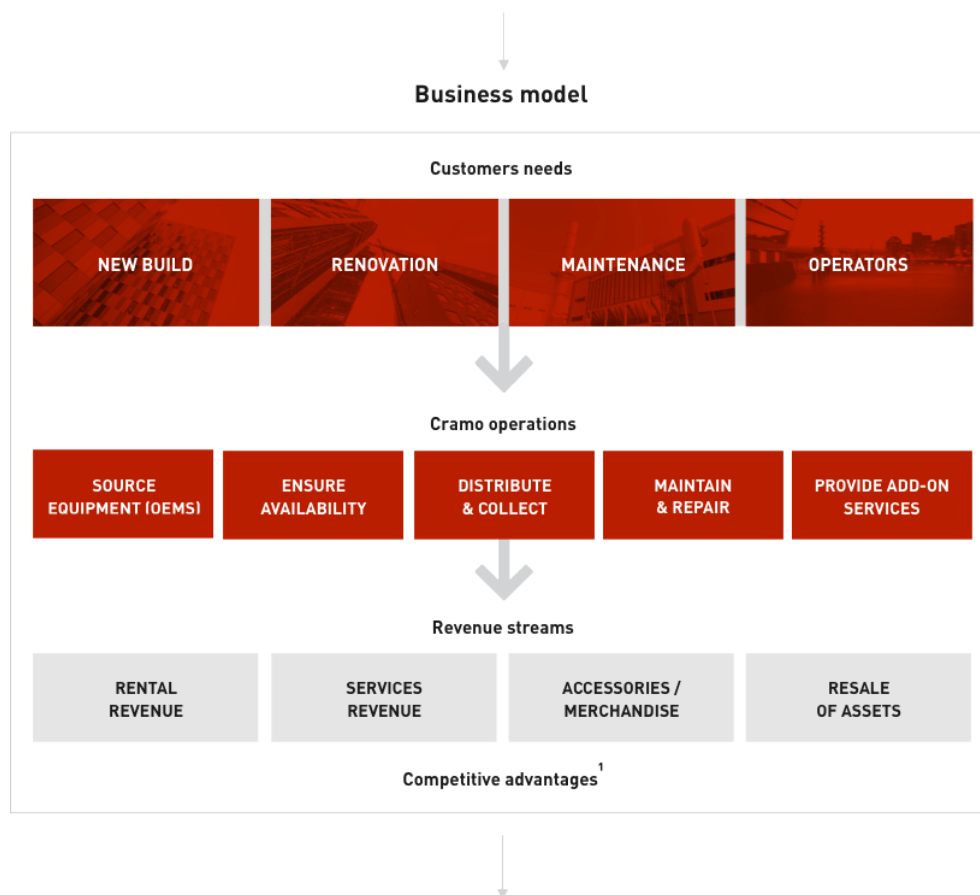 Business model
Customers needs
NEW BUILD
RENOVATION
MAINTENANCE
OPERATORS
Cramo operations
SOURCE
EQUIPMENT (OEMS)
ENSURE
AVAILABILITY
DISTRIBUTE
& COLLECT
MAINTAIN
& REPAIR
PROVIDE ADD-ON
SERVICES
Revenue streams
RENTAL
REVENUE
SERVICES
REVENUE
ACCESSORIES /
MERCHANDISE
RESALE
OF ASSETS
Competitive advantages¹